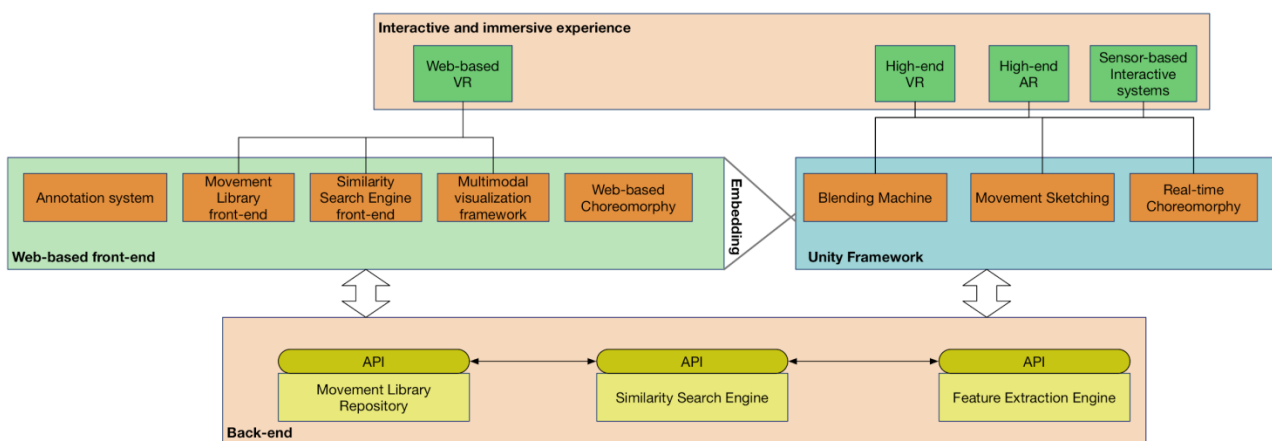 Interactive and immersive experience
Web-based
VR
High-end
VR
High-end
AR
Sensor-based
Interactive
systems
Annotation system
Movement
Library
front-end
Similarity
Search Engine
front-end
Multimodal
visualization
framework
Web-based
Choreomorphy
Web-based front-end
Embedding
Blending Machine
Movement Sketching
Real-time
Choreomorphy
Unity Framework
API
Movement Library
Repository
API
Similarity Search Engine
API
Feature Extraction Engine
Back-end